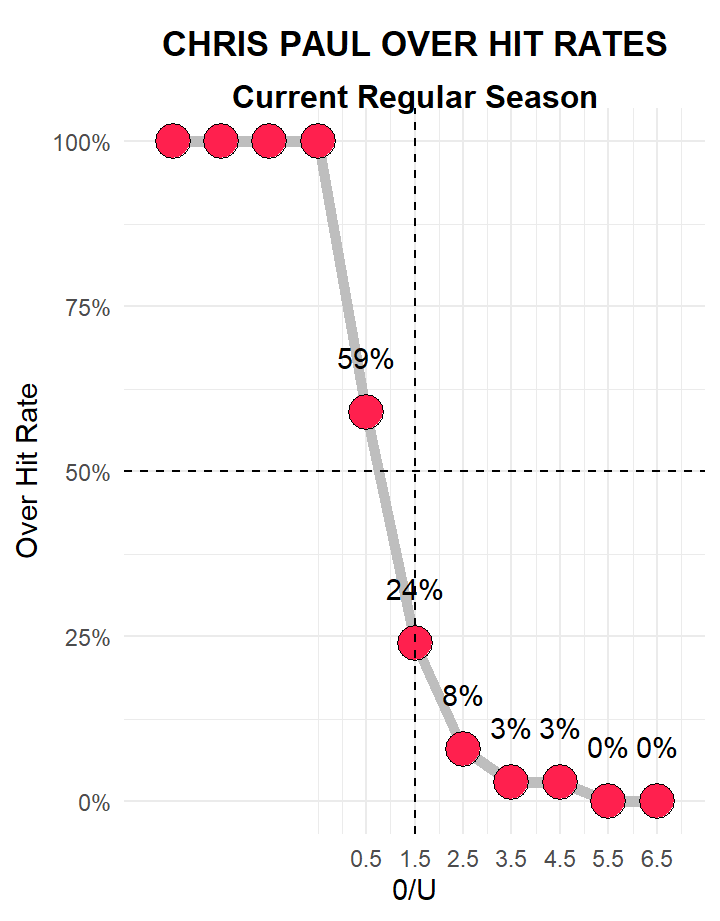 CHRIS PAUL OVER HIT RATES
Current Regular Season
100%
75%
59%
50%
24%
25%
8%
3% 3%
0% 0%
0%
Over Hit Rate
0.5 1.5 2.5 3.5 4.5 5.5 6.5
0/U